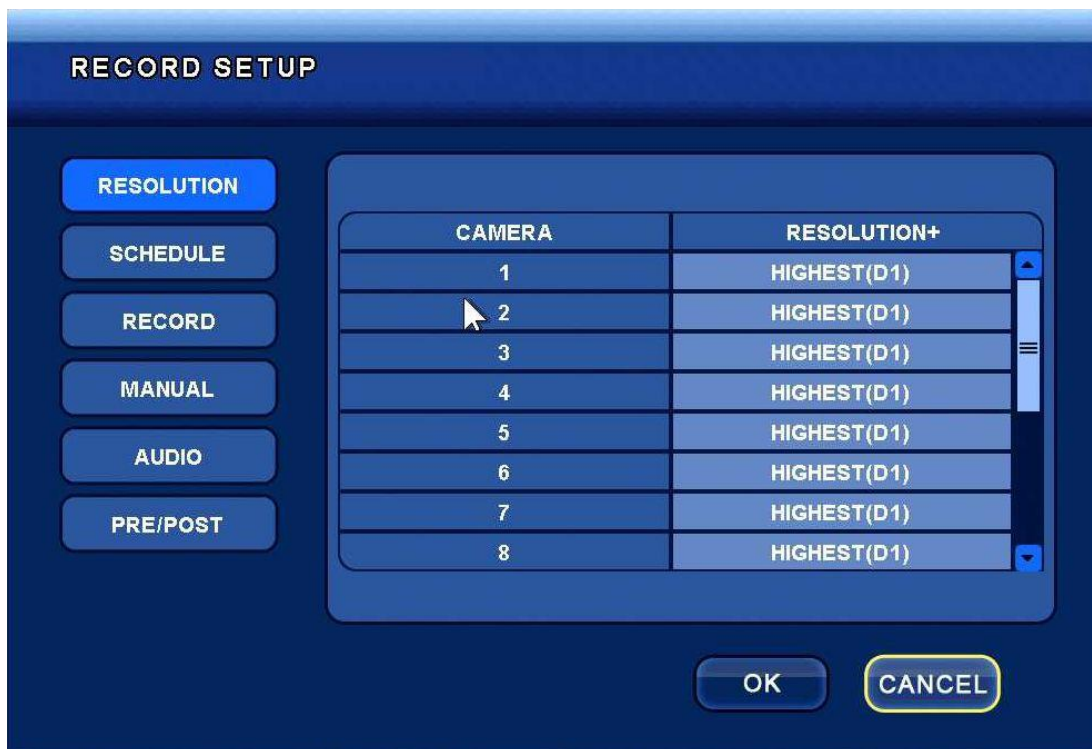 RECORD SETUP
RESOLUTION
SCHEDULE
RECORD
MANUAL
AUDIO
PRE/POST
CAMERA RESOLUTION+
1 HIGHEST(D1)
2 HIGHEST(D1)
3 HIGHEST(D1)
4 HIGHEST(D1)
5 HIGHEST(D1)
6 HIGHEST(D1)
7 HIGHEST(D1)
8 HIGHEST(D1)
OK CANCEL